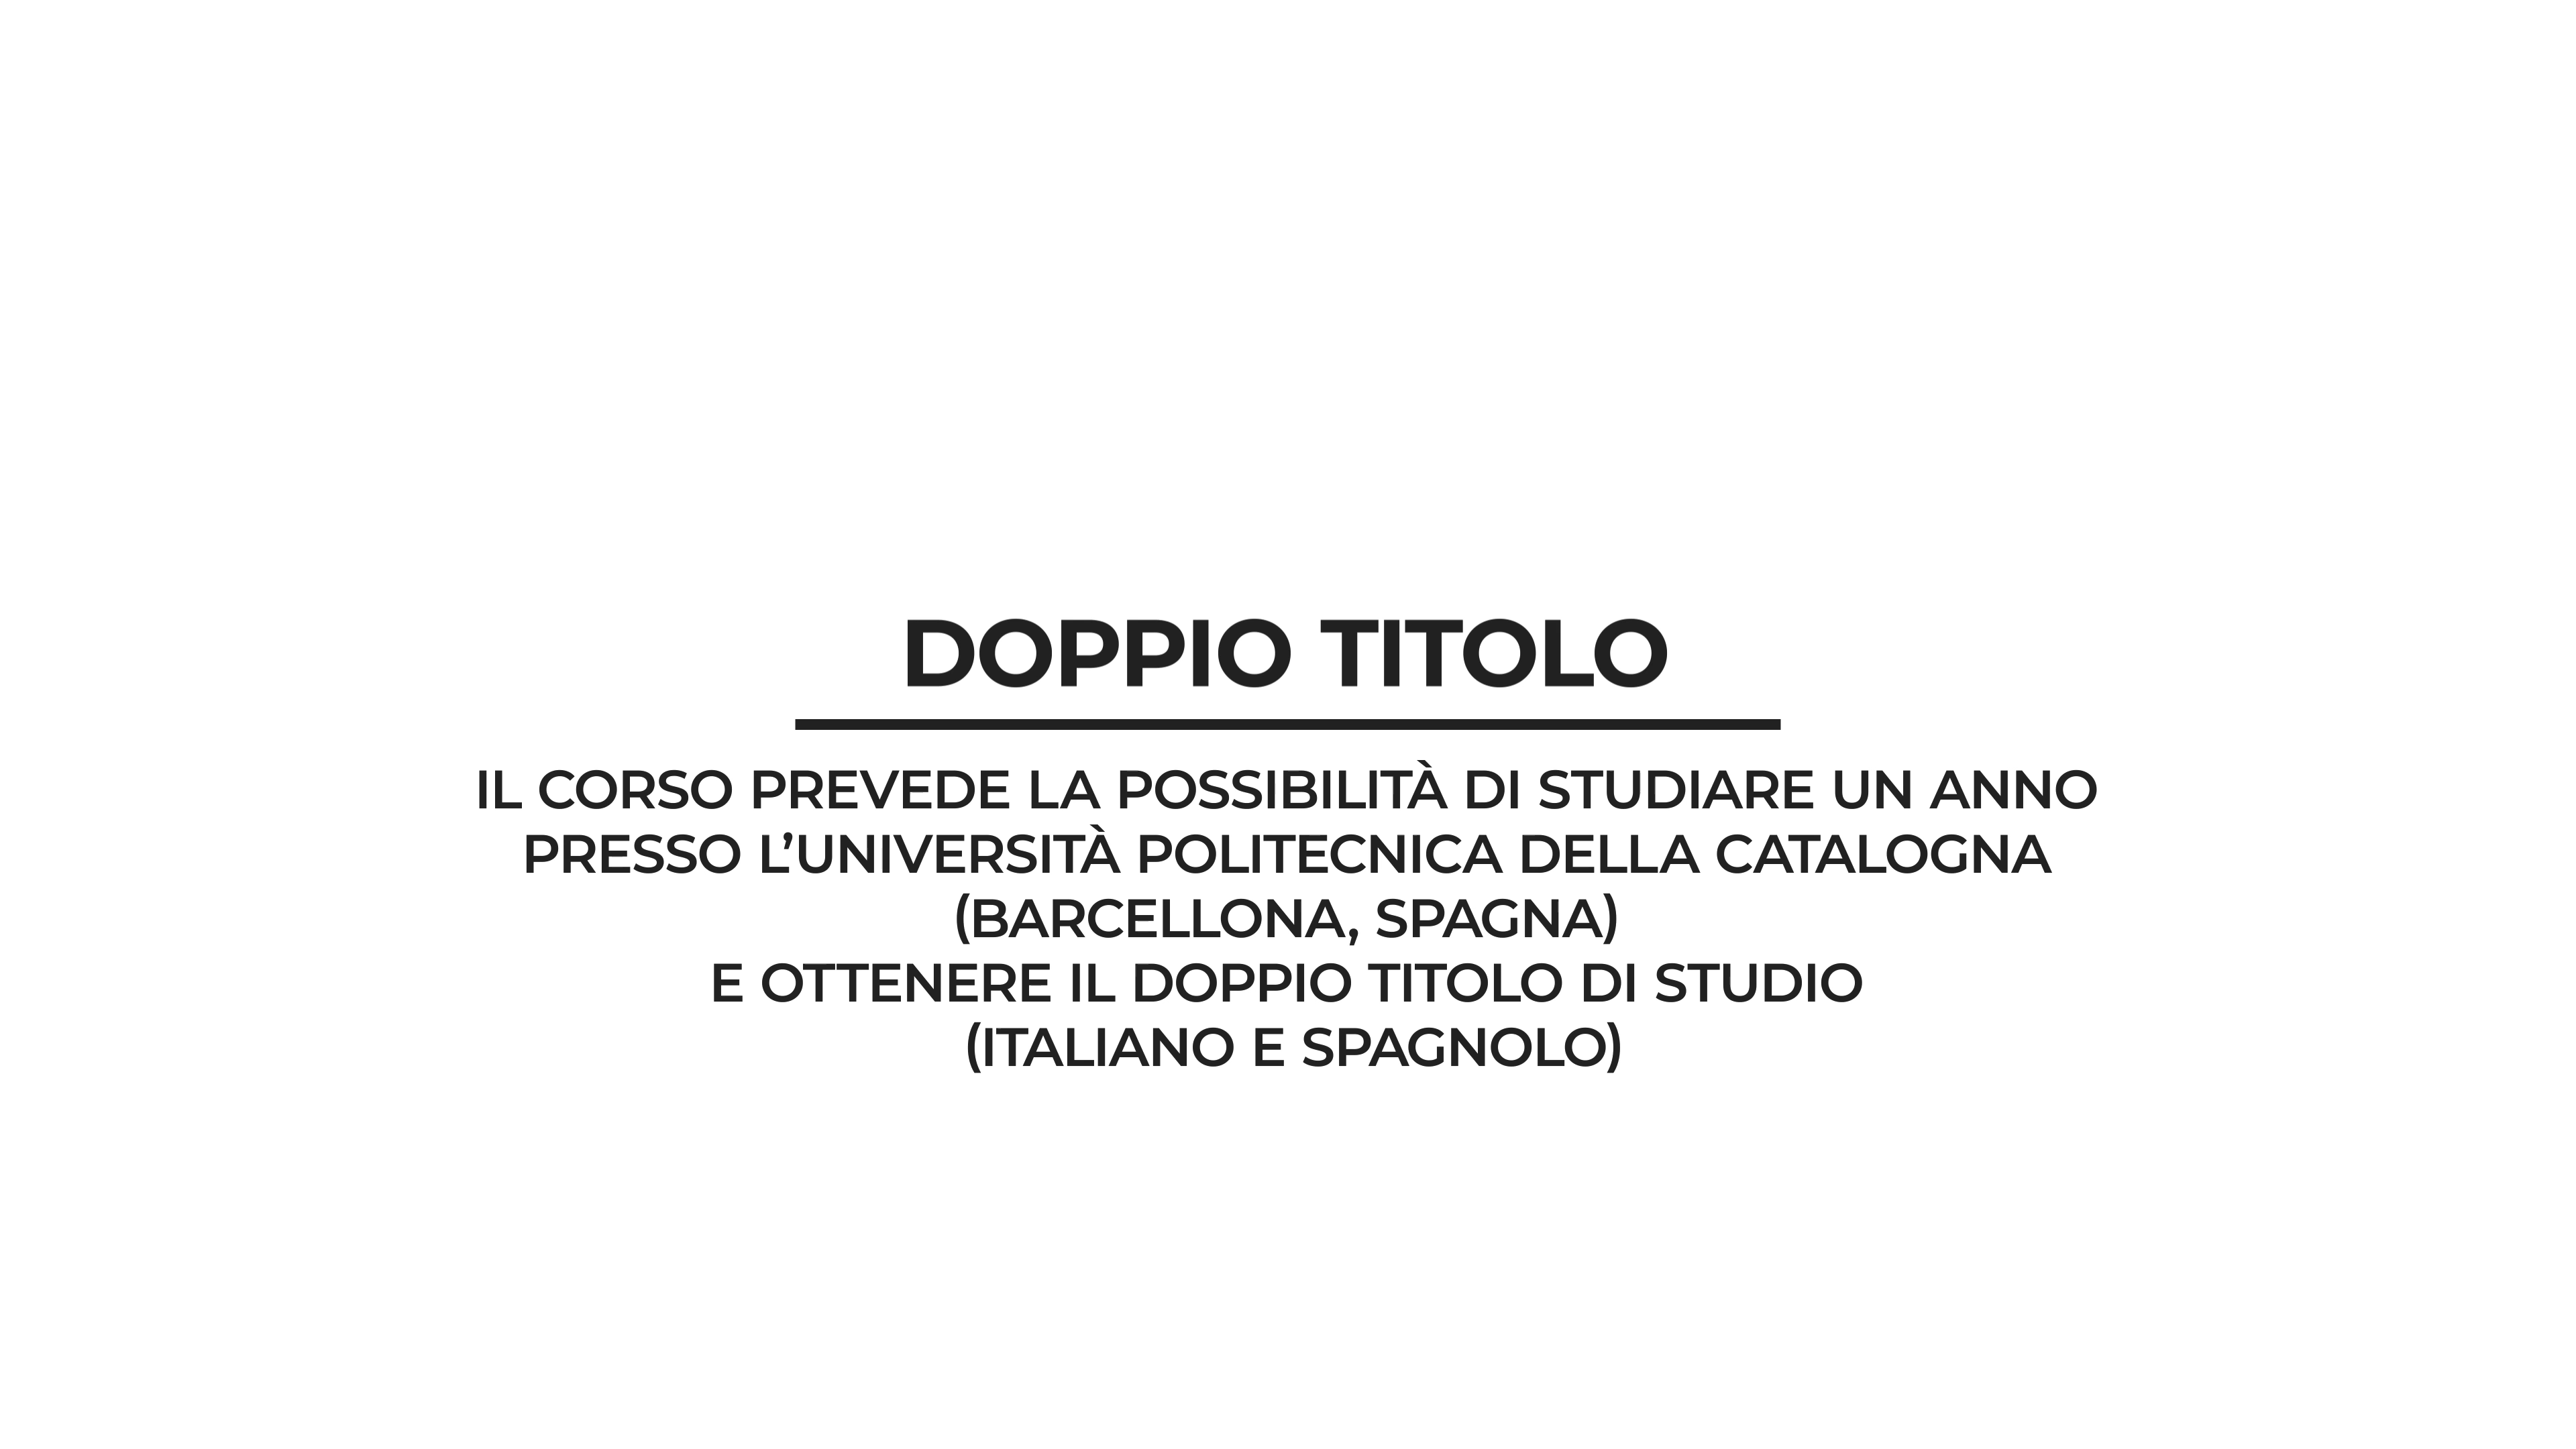 DOPPIO TITOLO
IL CORSO PREVEDE LA POSSIBILITÀ DI STUDIARE UN ANNO
PRESSO L’UNIVERSITÀ POLITECNICA DELLA CATALOGNA
(BARCELLONA, SPAGNA)
E OTTENERE IL DOPPIO TITOLO DI STUDIO
(ITALIANO E SPAGNOLO)